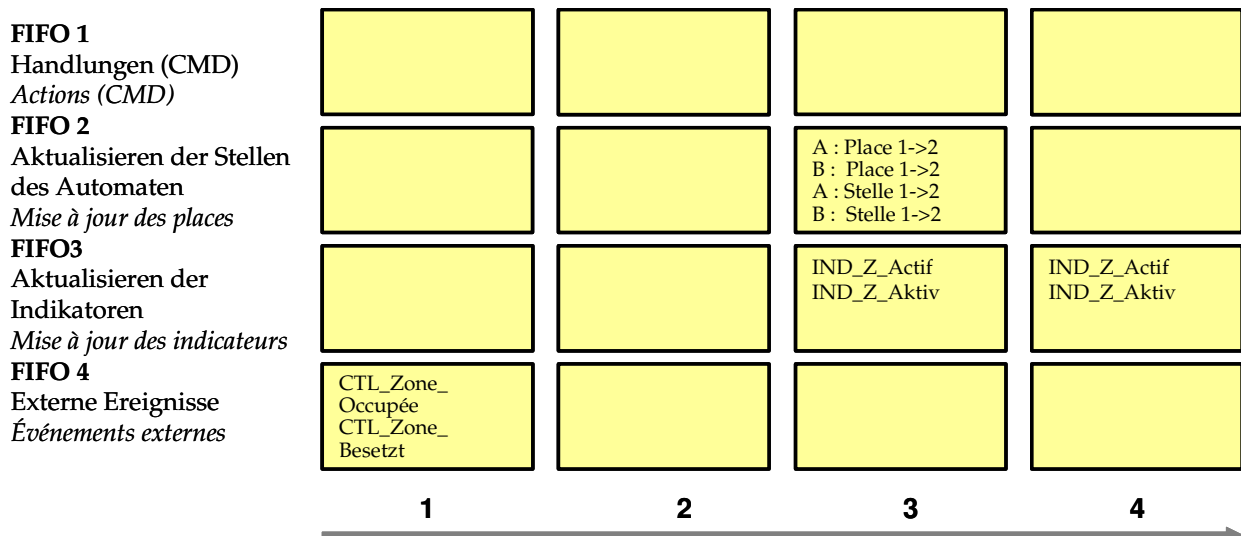 FIFO 1
Handlungen (CMD)
Actions (CMD)
FIFO 2
Aktualisieren der Stellen
des Automaten
Mise à jour des places
A : Place 1->2
B :  Place 1->2
A : Stelle 1->2
B :  Stelle 1->2
FIFO3
Aktualisieren der
Indikatoren
Mise à jour des indicateurs
IND_Z_Actif
IND_Z_Aktiv
IND_Z_Actif
IND_Z_Aktiv
FIFO 4
Externe Ereignisse
Événements externes
CTL_Zone_
Occupée
CTL_Zone_
Besetzt
1
2
3
4